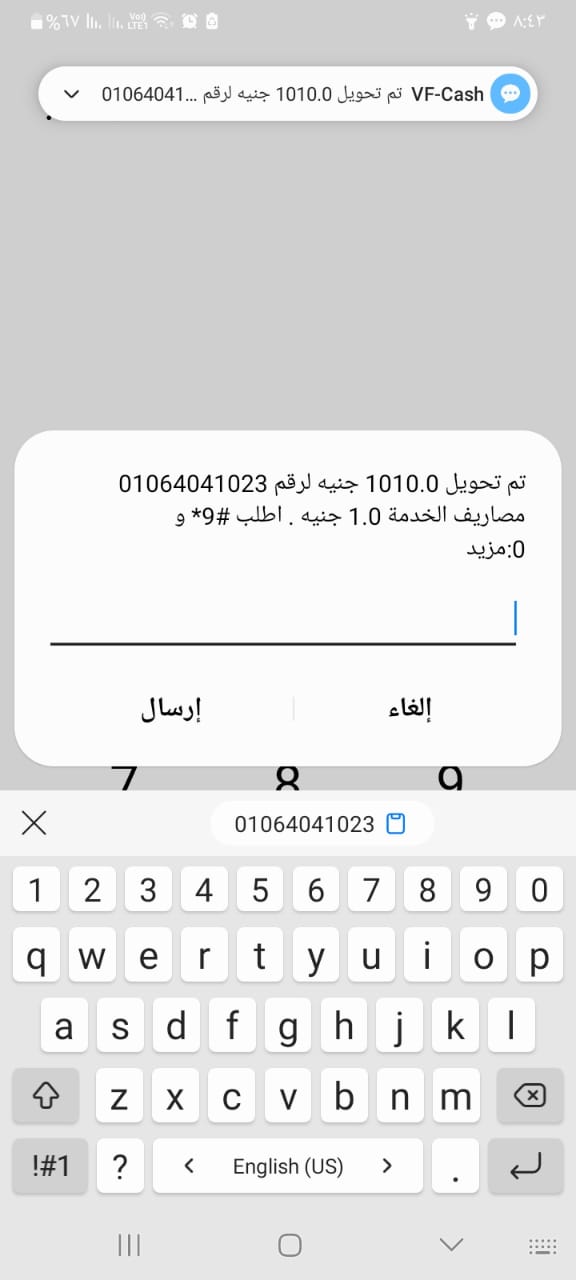 ٨:٤٣
%٦٧
Vo)) LTE1
VF-Cash تم تحويل 1010.0 جنيه لرقم 01064041...
تم تحويل 1010.0 جنيه لرقم 01064041023
مصاريف الخدمة 1.0 جنيه . اطلب #9* و
0:مزيد
إلغاء
إرسال
7 8 9
01064041023
1 2 3 4 5 6 7 8 9 0
q w e r t y u i o p
a s d f g h j k l
z x c v b n m
!#1 ? < English (US) > .